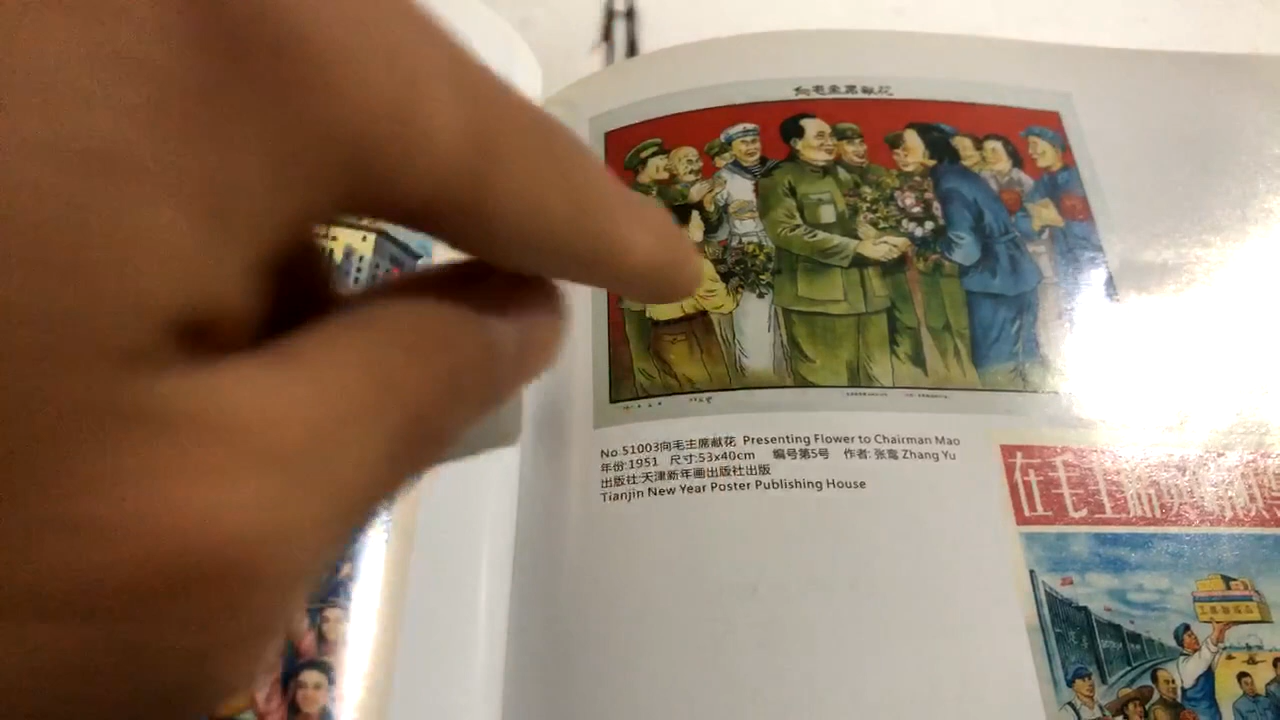 向毛主席献花
No.51003向毛主席献花 Presenting Flower to Chairman Mao
年份:1951 尺寸:53x40cm 编号第5号 作者: 张鸾 Zhang Yu
出版社:天津新年画出版社出版
Tianjin New Year Poster Publishing House
在毛主席